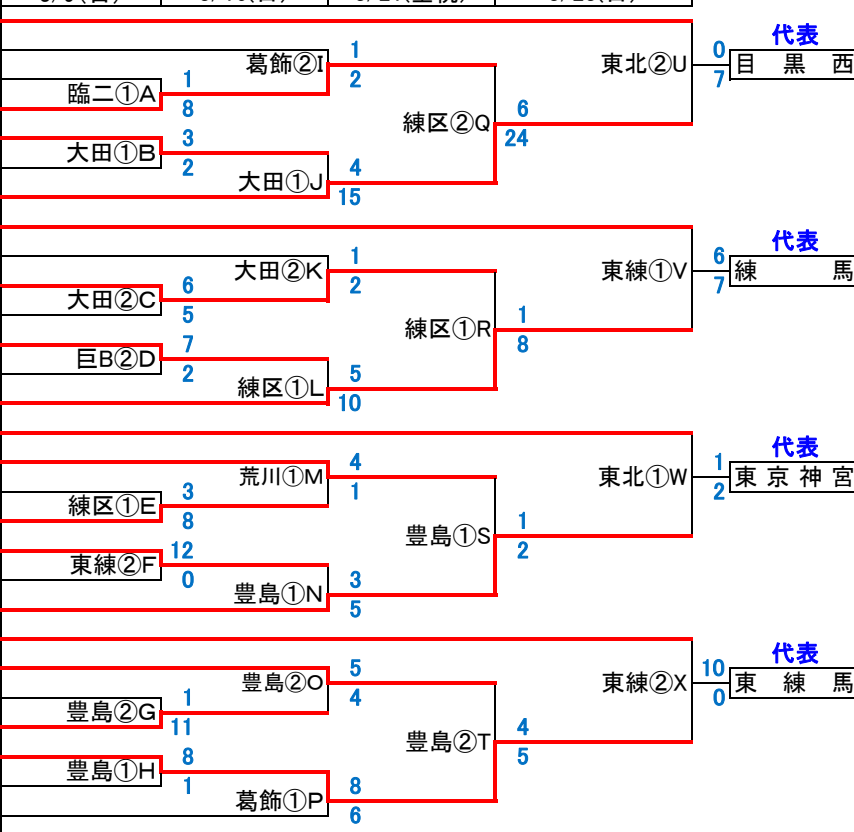 代表
葛飾②I 1 東北②U 0 目黒西
1 2 7
臨二①A
8 練区②Q 6
3 24
大田①B
2 4
大田①J 15
代表
大田②K 1 東練①V 6 練馬
6 2 7
大田②C
5 練区①R 1
7 8
巨B②D
2 5
練区①L 10
代表
荒川①M 4 東北①W 1 東京神宮
3 1 2
練区①E
8 豊島①S 1
12 2
東練②F
0 3
豊島①N 5
代表
豊島②O 5 東練②X 10 東練馬
1 4 0
豊島②G
11 豊島②T 4
8 5
豊島①H
1 8
葛飾①P 6